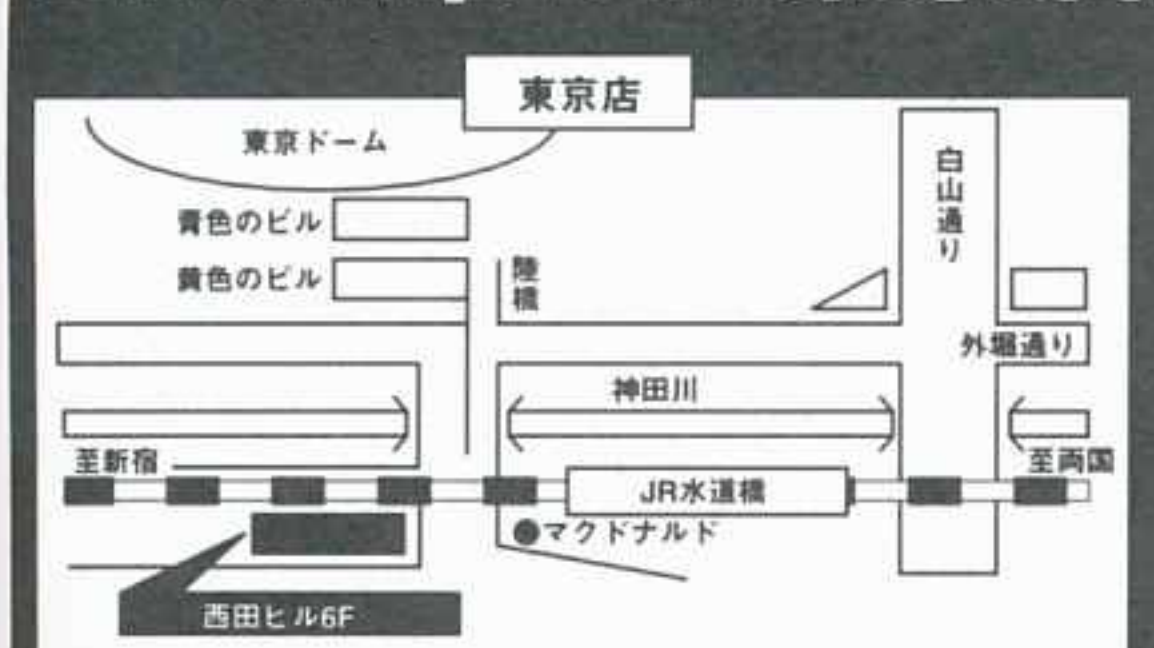 東京店
東京ドーム
白山通り
青色のビル
黄色のビル
陸橋
外堀通り
神田川
至新宿
至両国
JR水道橋
●マクドナルド
西田ヒル6F